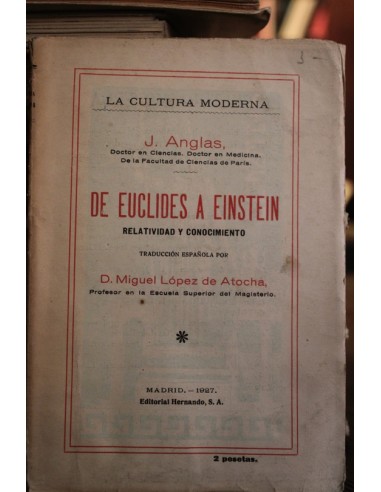 LA CULTURA MODERNA
J. Anglas,
Doctor en Ciencias. Doctor en Medicina.
De la Facultad de Ciencias de París.
DE EUCLIDES A EINSTEIN
RELATIVIDAD Y CONOCIMIENTO
TRADUCCIÓN ESPAÑOLA POR
D. Miguel López de Atocha,
Profesor en la Escuela Superior del Magisterio.
MADRID.—1927.
Editorial Hernando, S. A.
2 pesetas.